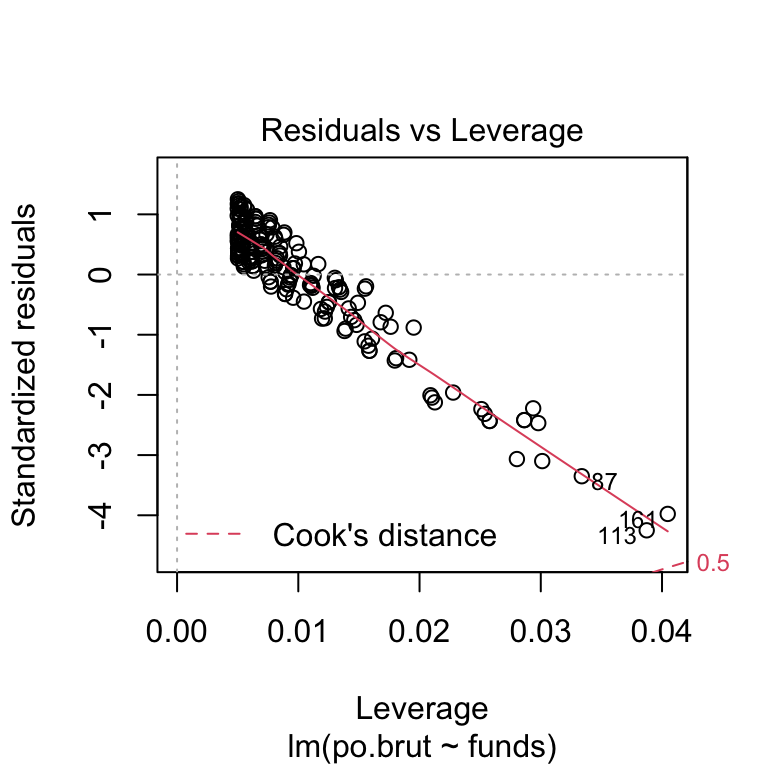 Residuals vs Leverage
Standardized residuals
1
0
-1
-2
-3
-4
87
161
113
Cook's distance
0.5
0.00 0.01 0.02 0.03 0.04
Leverage
lm(po.brut ~ funds)